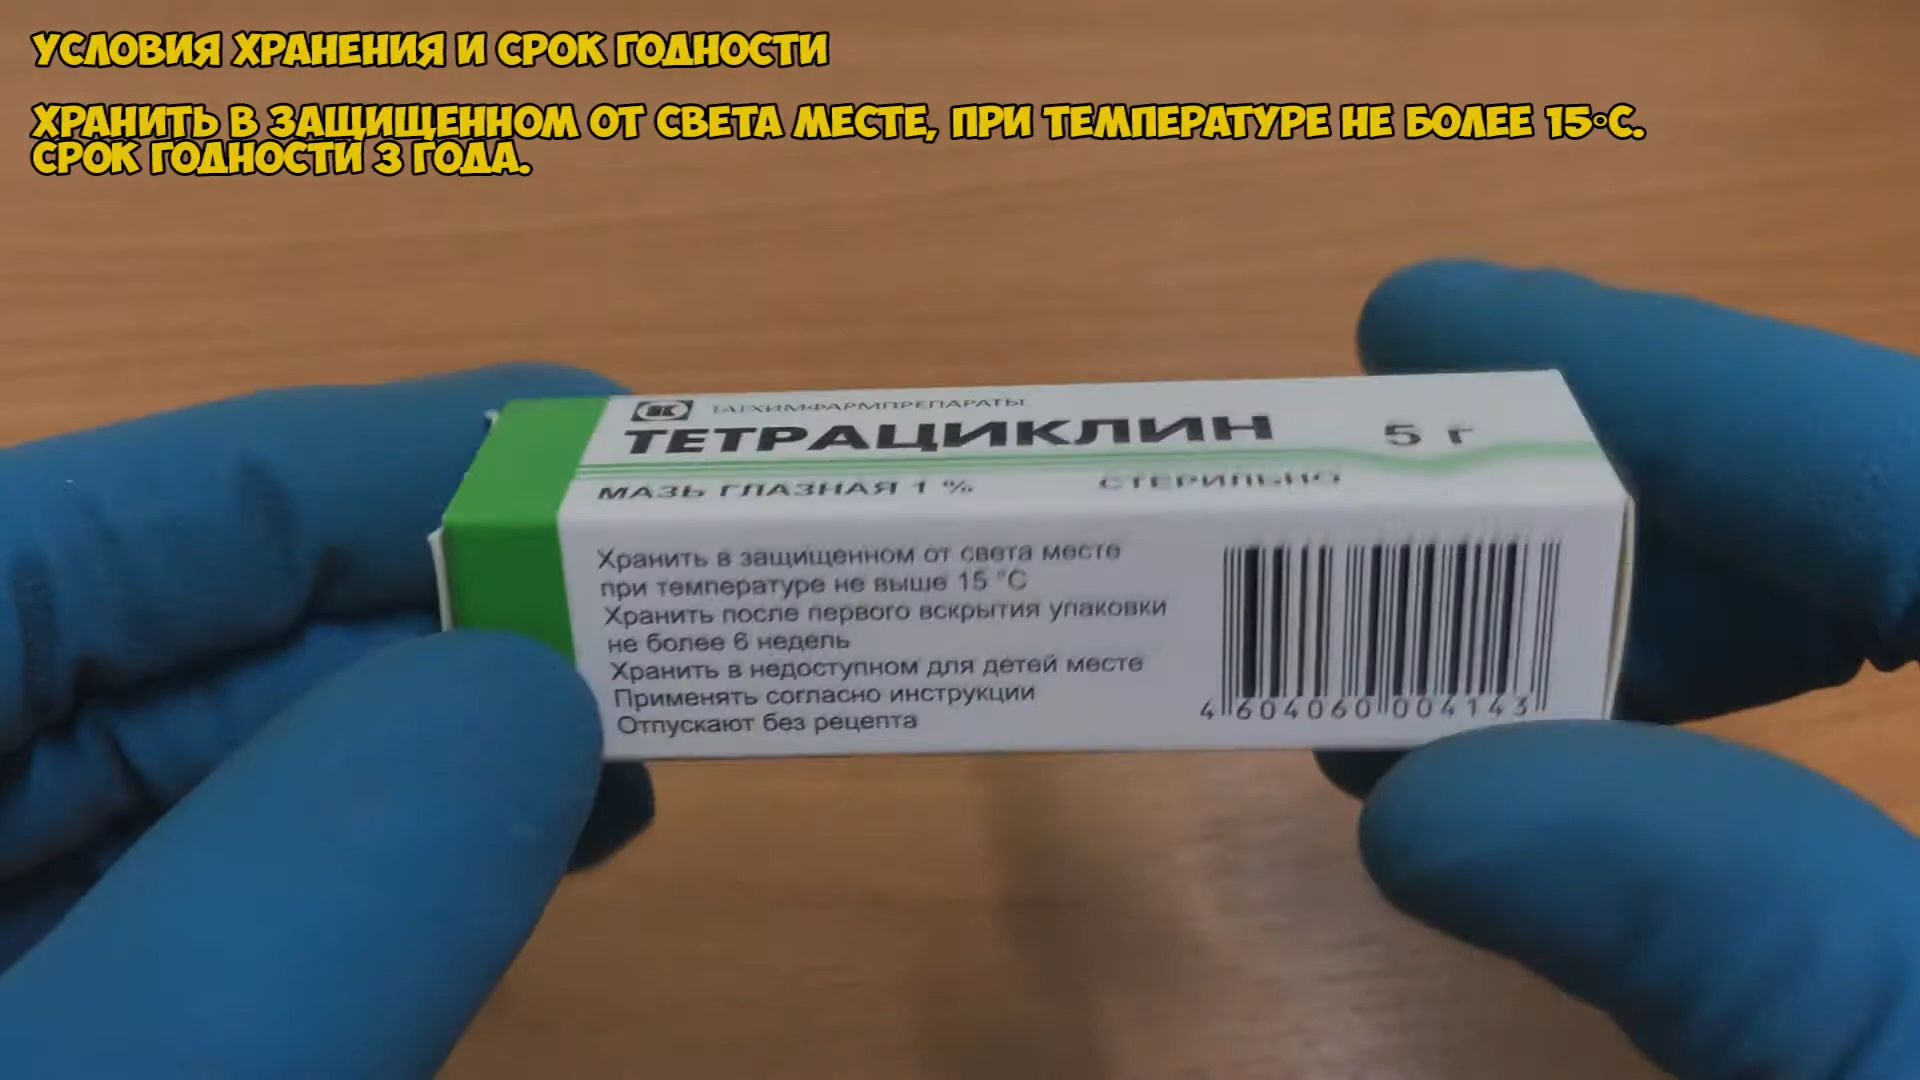 УСЛОВИЯ ХРАНЕНИЯ И СРОК ГОДНОСТИ
ХРАНИТЬ В ЗАЩИЩЕННОМ ОТ СВЕТА МЕСТЕ, ПРИ ТЕМПЕРАТУРЕ НЕ БОЛЕЕ 15°С.
СРОК ГОДНОСТИ 3 ГОДА.
ТАТХИМФАРМПРЕПАРАТЫ
ТЕТРАЦИКЛИН 5 г
МАЗЬ ГЛАЗНАЯ 1 % СТЕРИЛЬНО
Хранить в защищенном от света месте
при температуре не выше 15 °С
Хранить после первого вскрытия упаковки
не более 6 недель
Хранить в недоступном для детей месте
Применять согласно инструкции
Отпускают без рецепта
4 604060 004143